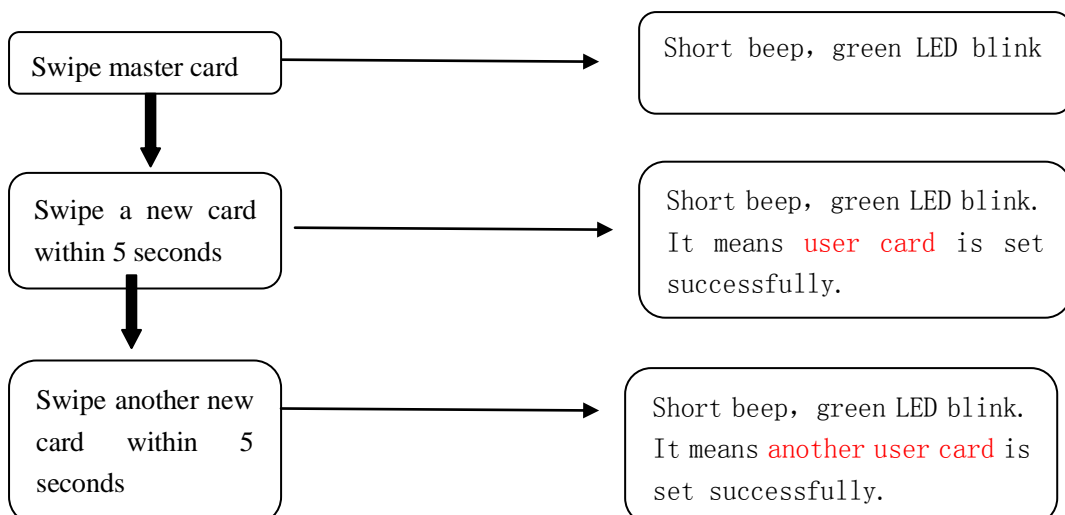 Swipe master card
Short beep, green LED blink
Swipe a new card
within 5 seconds
Short beep, green LED blink.
It means user card is set
successfully.
Swipe another new
card within 5
seconds
Short beep, green LED blink.
It means another user card is
set successfully.